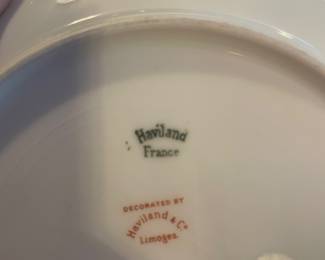 Haviland
France
DECORATED BY
Haviland & Co
Limoges